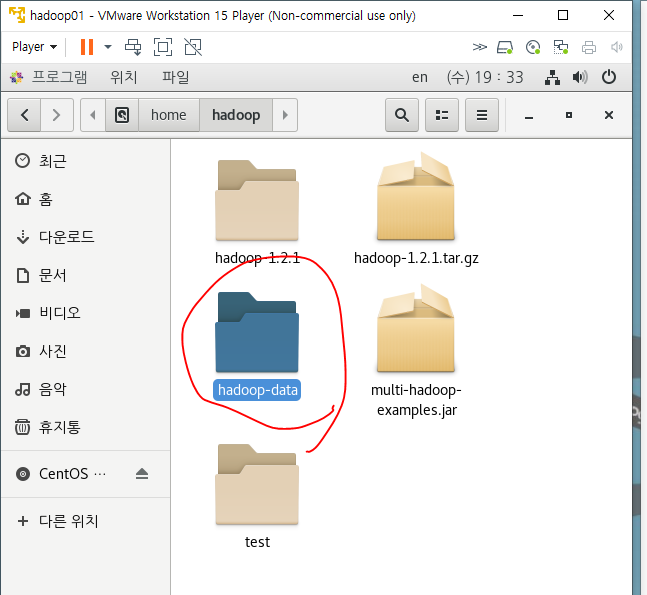 hadoop01 - VMware Workstation 15 Player (Non-commercial use only)
Player
프로그램 위치 파일 en (수) 19 : 33
home hadoop
최근
홈
다운로드
문서
비디오
사진
음악
휴지통
CentOS …
다른 위치
hadoop-1.2.1 hadoop-1.2.1.tar.gz
hadoop-data multi-hadoop-
examples.jar
test